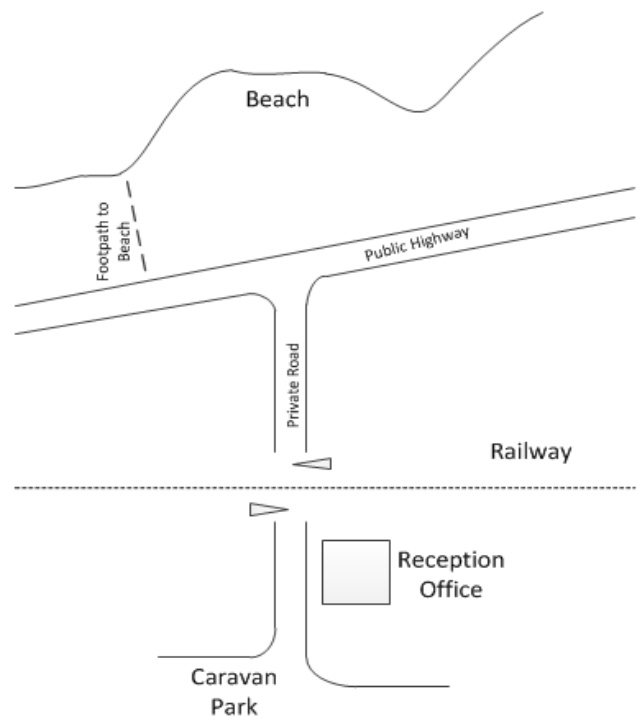 Beach
Footpath to
Beach
Public Highway
Private Road
Railway
Reception
Office
Caravan
Park